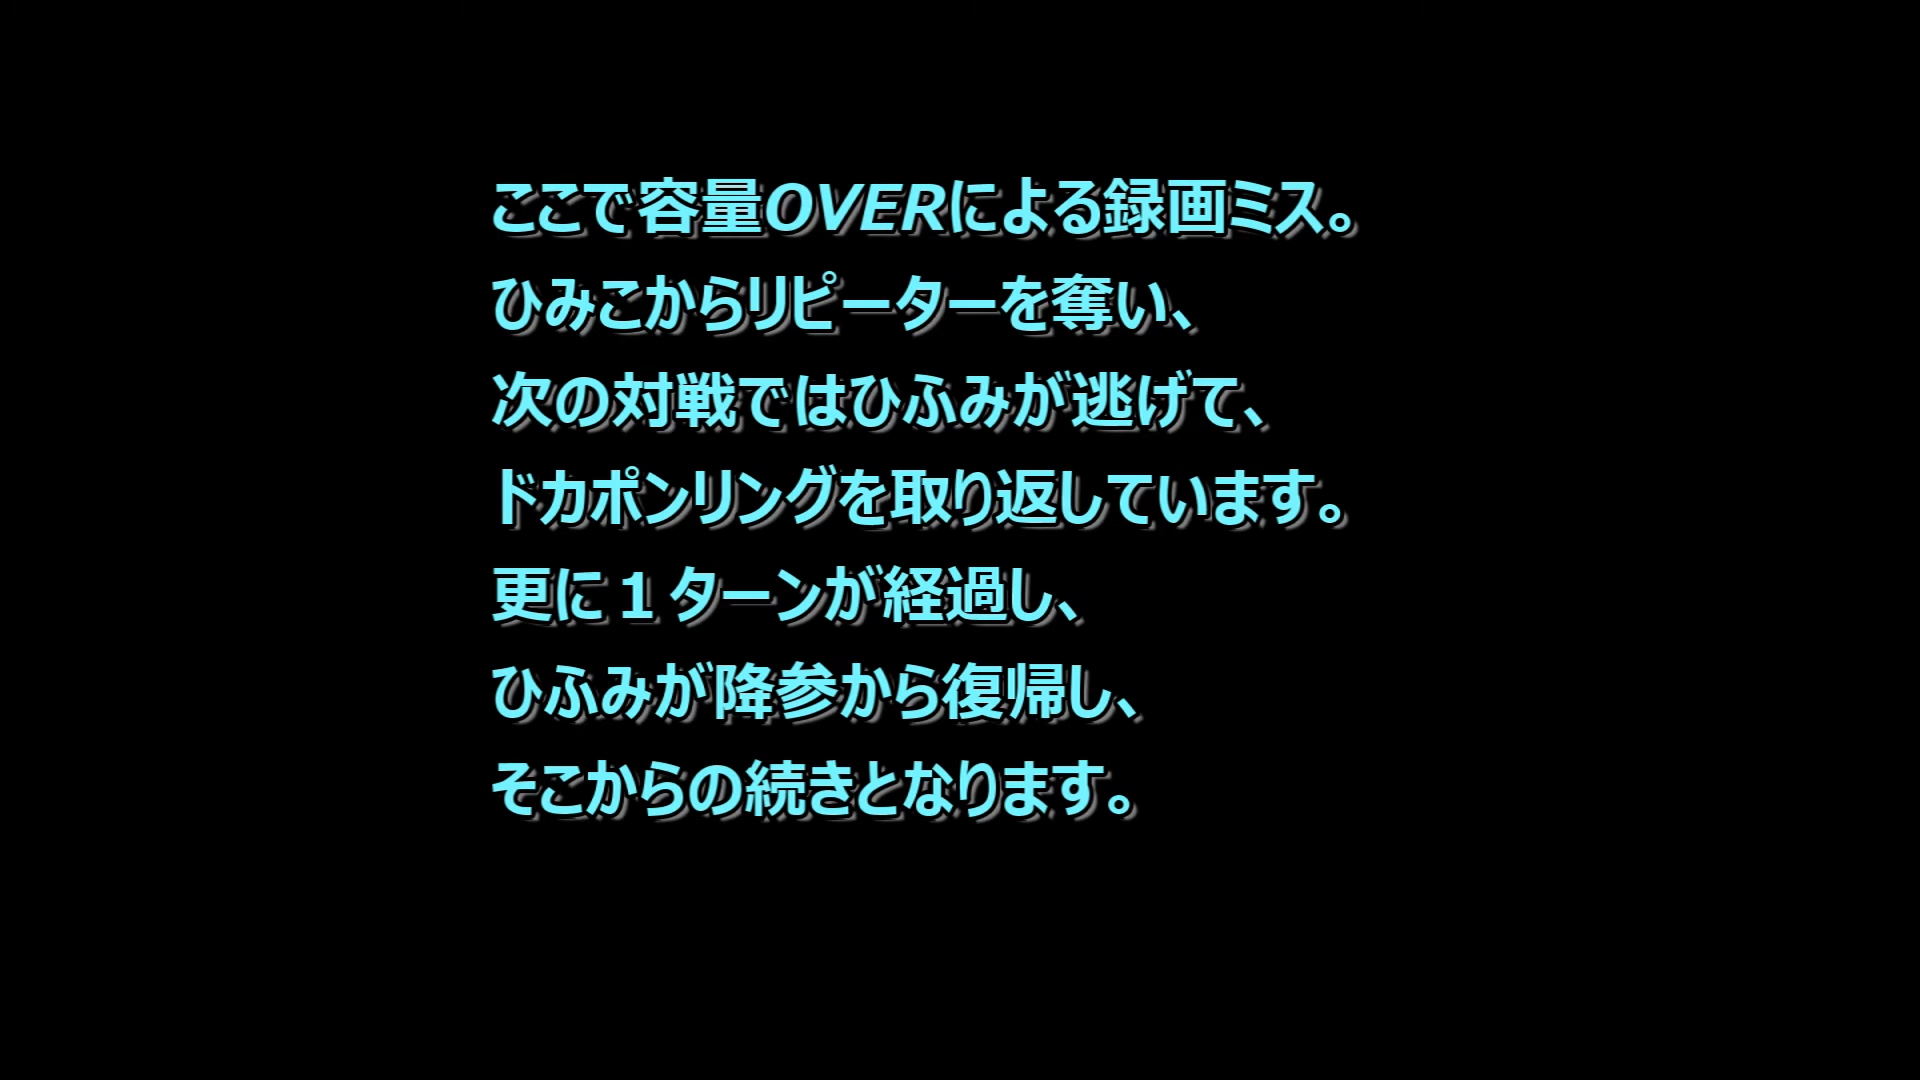 ここで容量OVERによる録画ミス。
ひみこからリピーターを奪い、
次の対戦ではひふみが逃げて、
ドカポンリングを取り返しています。
更に１ターンが経過し、
ひふみが降参から復帰し、
そこからの続きとなります。